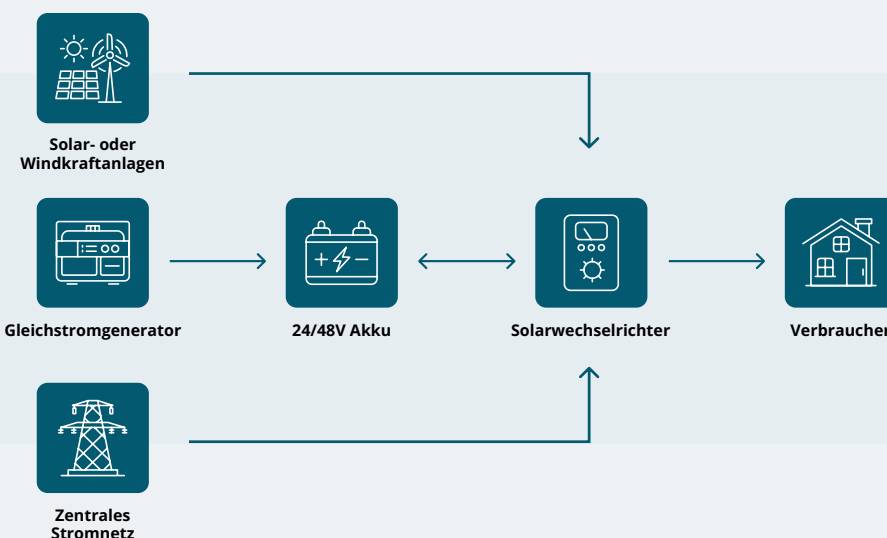 Solar- oder
Windkraftanlagen
Gleichstromgenerator
24/48V Akku
Solarwechselrichter
Verbraucher
Zentrales
Stromnetz